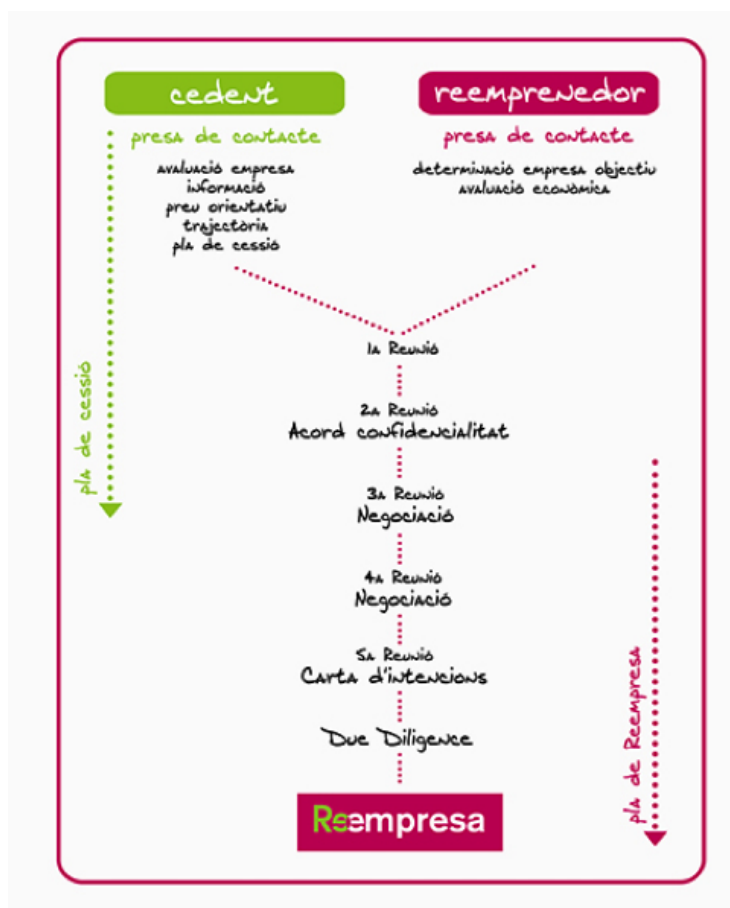 cedent
presa de contacte
avaluació empresa
informació
preu orientatiu
trajectòria
pla de cessió
reemprenedor
presa de contacte
determinació empresa objectiu
avaluació econòmica
1a Reunió
2a Reunió
Acord confidencialitat
3a Reunió
Negociació
4a Reunió
Negociació
5a Reunió
Carta d'intencions
Due Diligence
Reempresa
pla de cessió
pla de Reempresa